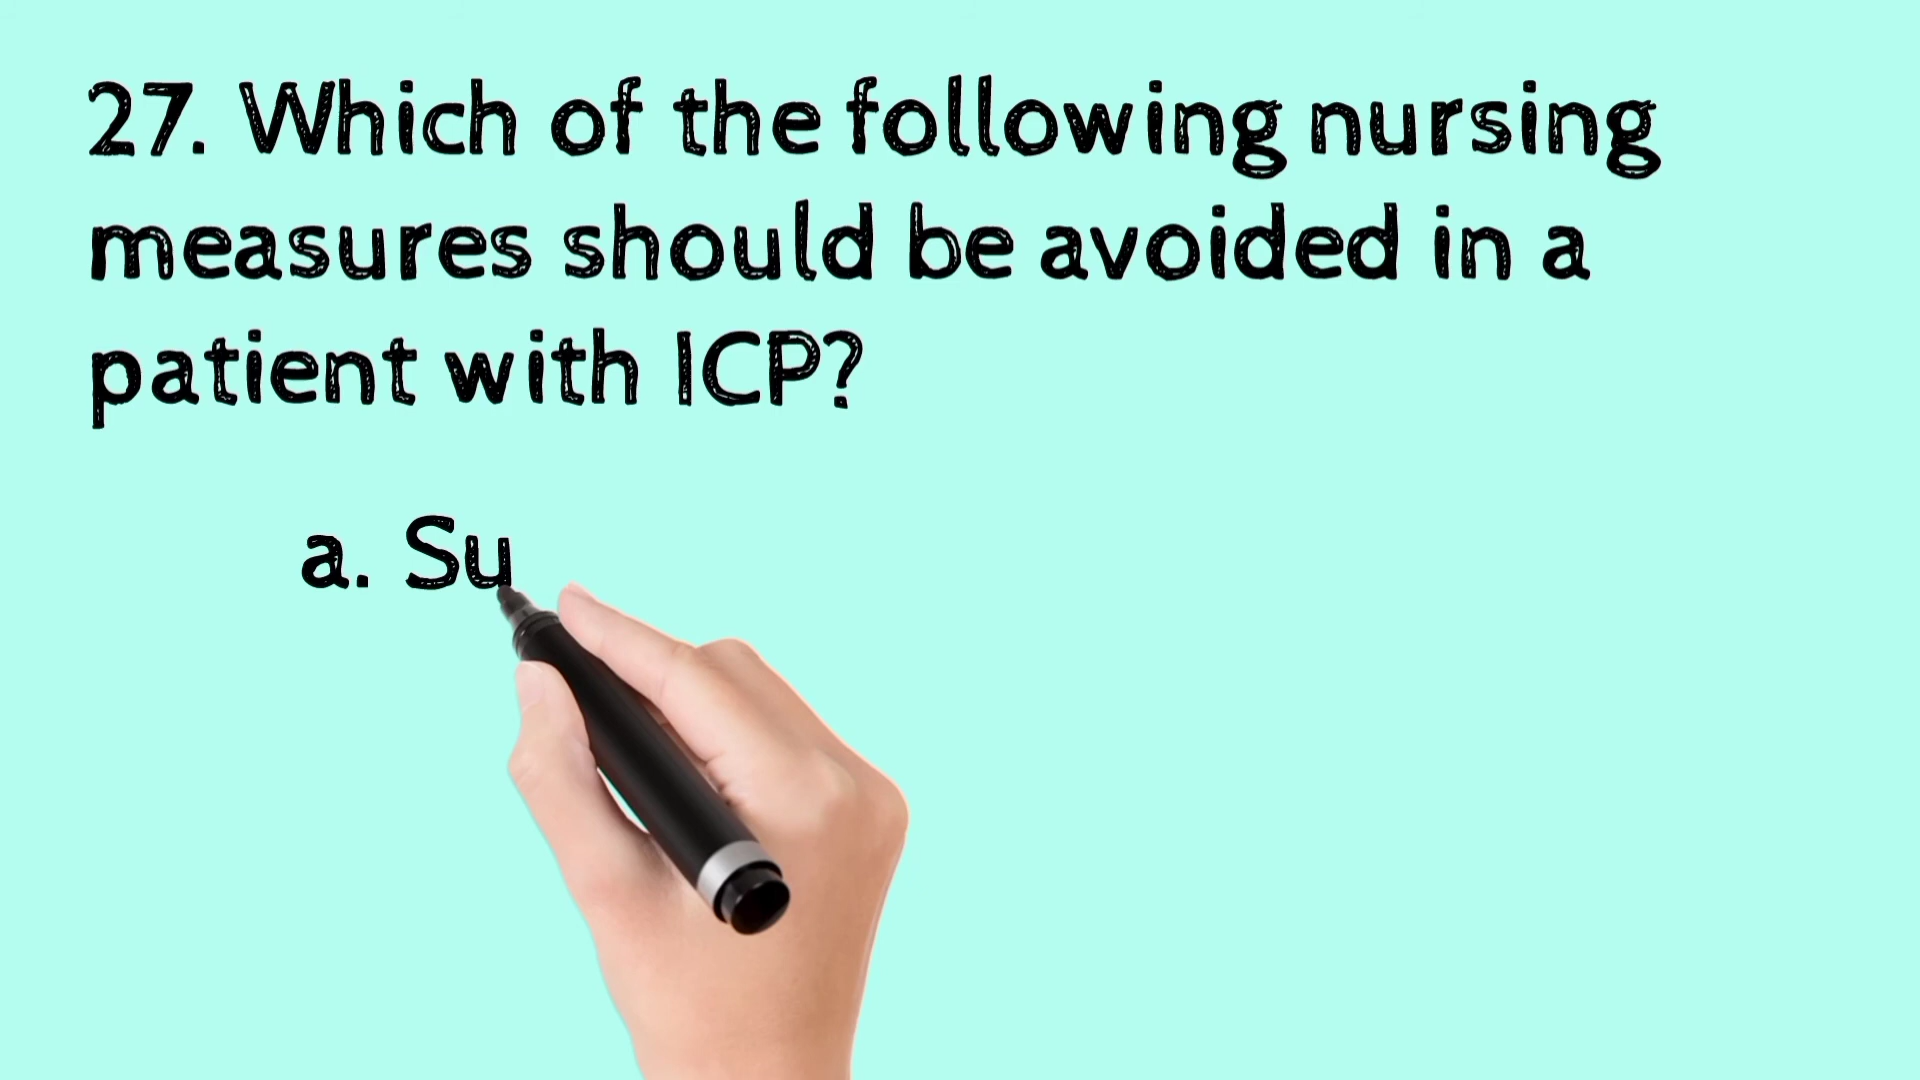 27. Which of the following nursing
measures should be avoided in a
patient with ICP?
a. Su